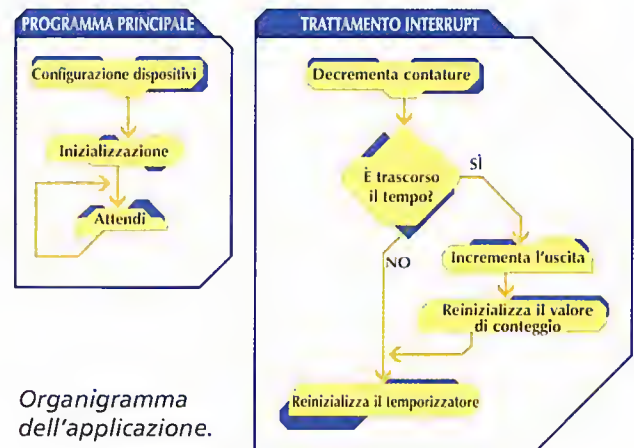 PROGRAMMA PRINCIPALE
Configurazione dispositivi
Inizializzazione
Attendi
TRATTAMENTO INTERRUPT
Decrementa contature
È trascorso
il tempo?
SÌ
NO
Incrementa l'uscita
Reinizializza il valore
di conteggio
Reinizializza il temporizzatore
Organigramma
dell'applicazione.